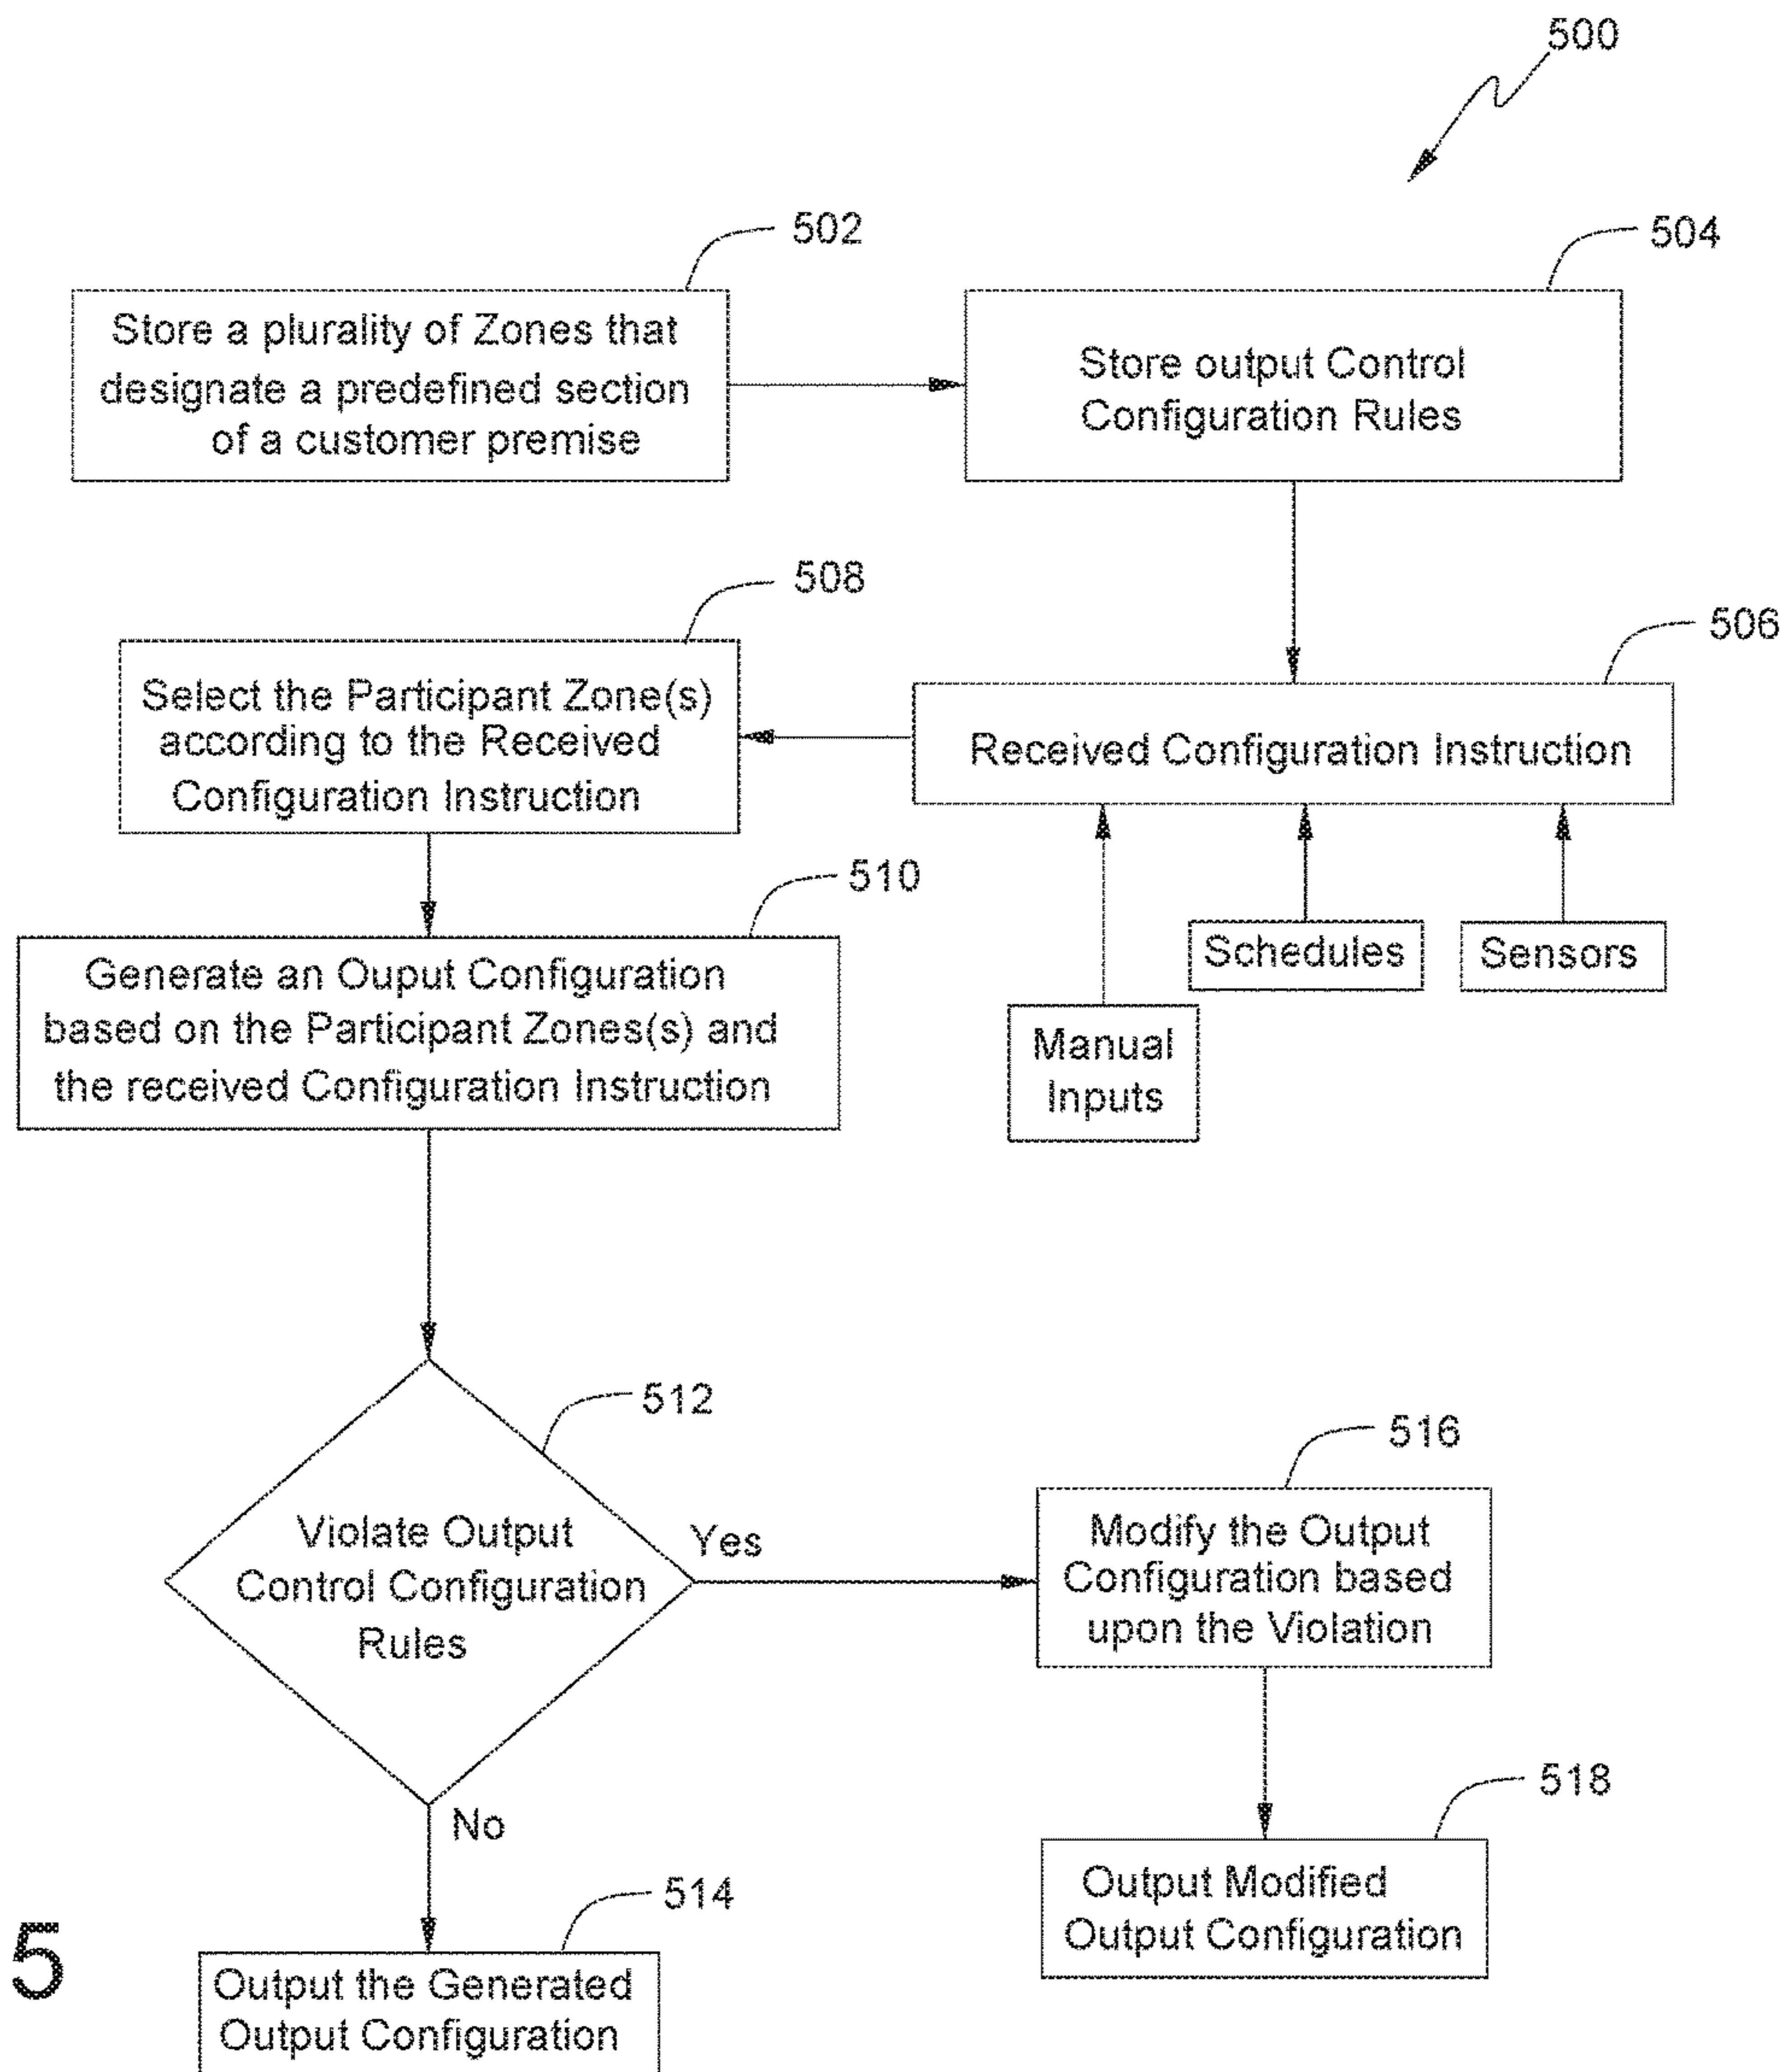 500
502
504
Store a plurality of Zones that
designate a predefined section
of a customer premise
Store output Control
Configuration Rules
508
506
Select the Participant Zone(s)
according to the Received
Configuration Instruction
Received Configuration Instruction
510
Schedules
Sensors
Manual
Inputs
Generate an Ouput Configuration
based on the Participant Zones(s) and
the received Configuration Instruction
512
Violate Output
Control Configuration
Rules
Yes
516
Modify the Output
Configuration based
upon the Violation
No
518
Output Modified
Output Configuration
514
Output the Generated
Output Configuration
5